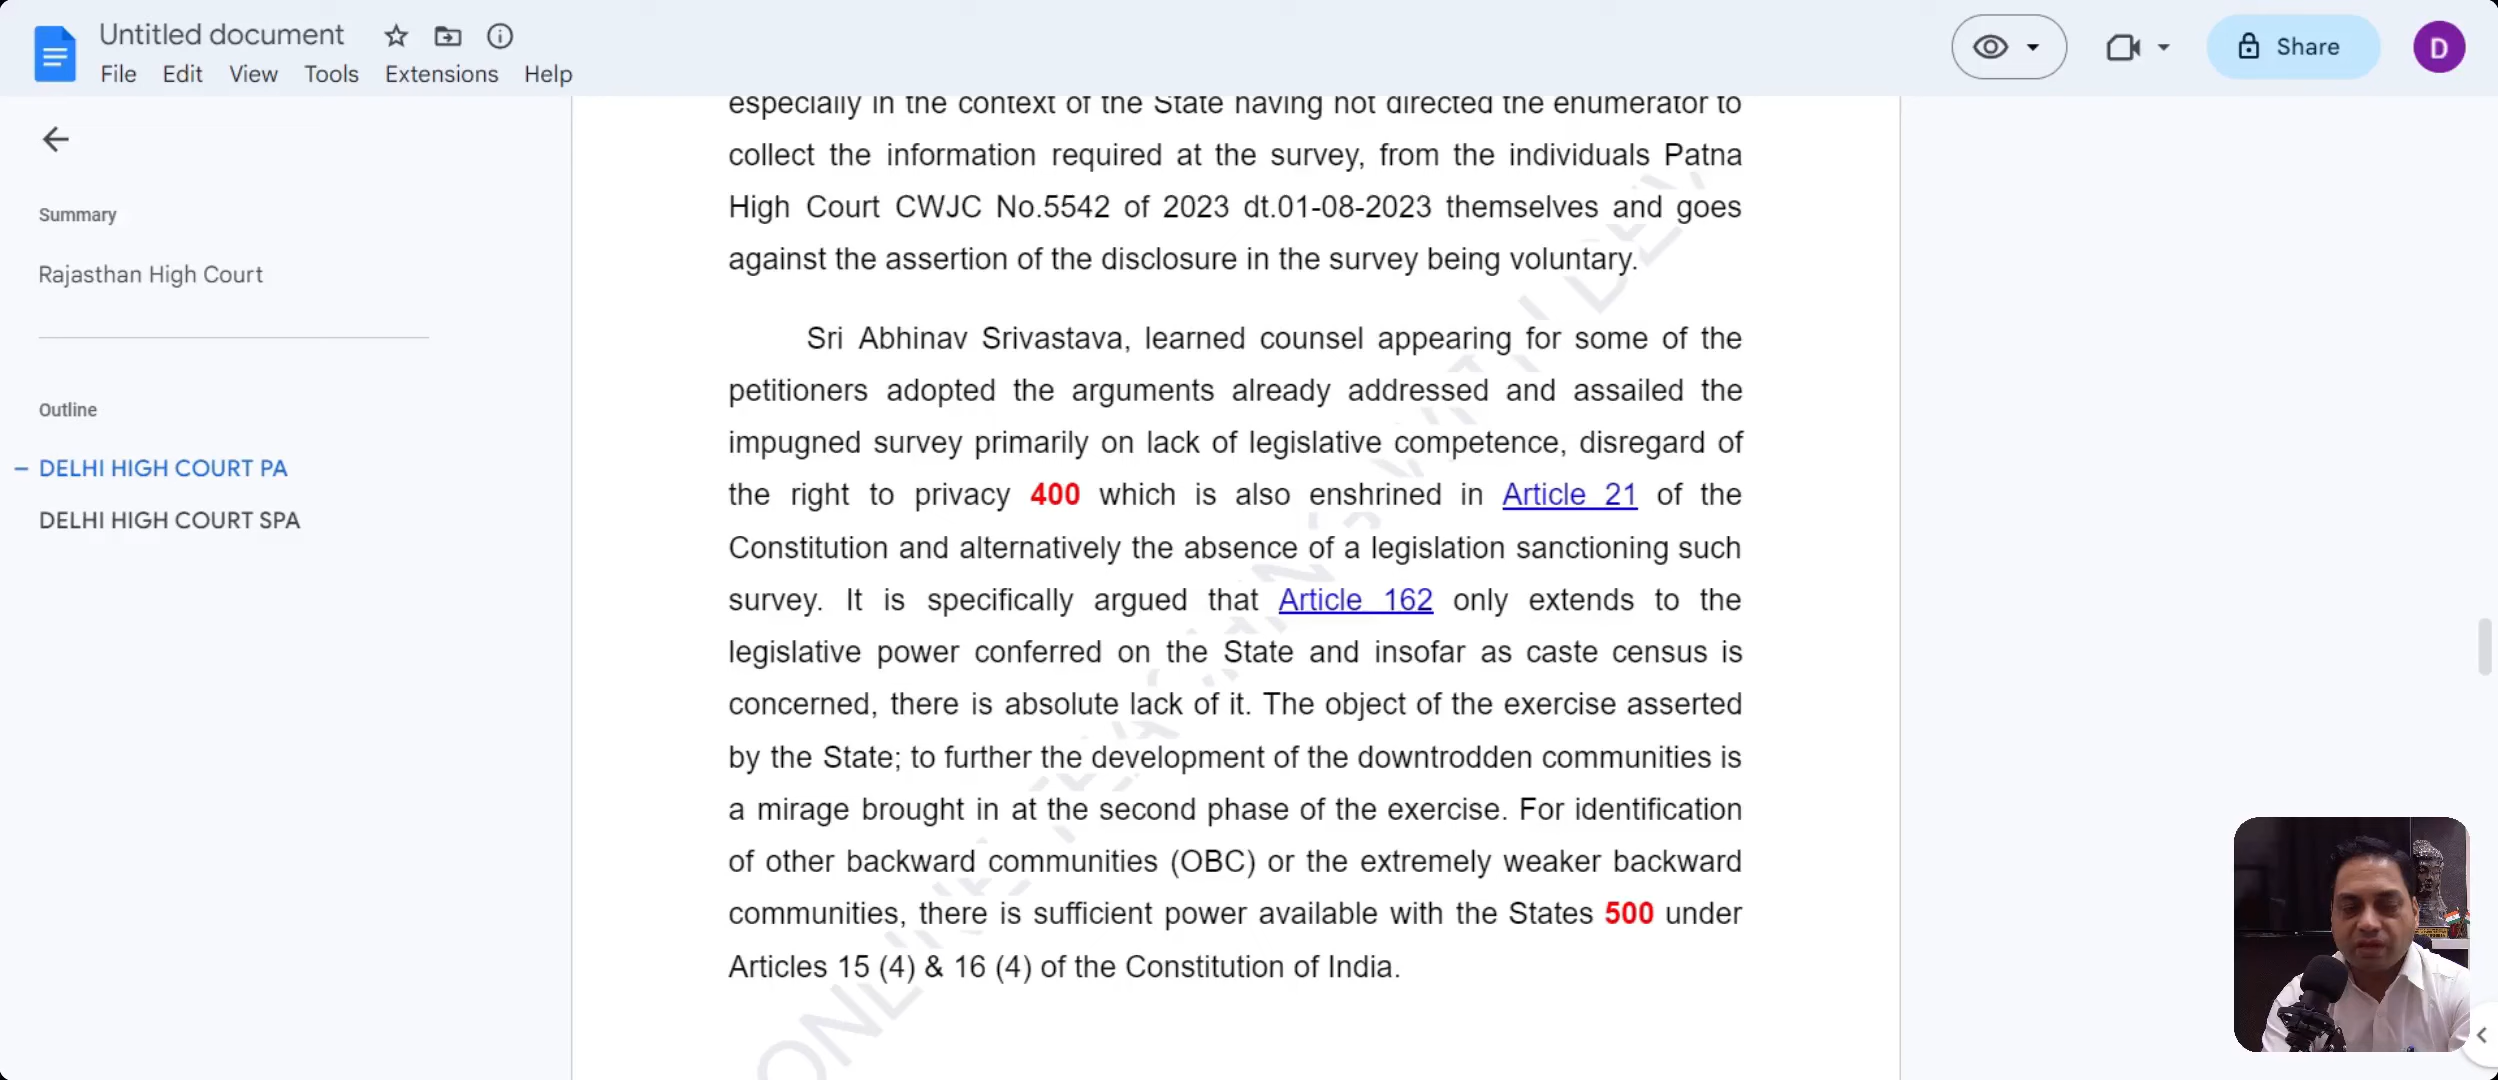 Untitled document
File Edit View Tools Extensions Help
Share
D
Summary
Rajasthan High Court
Outline
DELHI HIGH COURT PA
DELHI HIGH COURT SPA
especially in the context of the State having not directed the enumerator to
collect the information required at the survey, from the individuals Patna
High Court CWJC No.5542 of 2023 dt.01-08-2023 themselves and goes
against the assertion of the disclosure in the survey being voluntary.
Sri Abhinav Srivastava, learned counsel appearing for some of the
petitioners adopted the arguments already addressed and assailed the
impugned survey primarily on lack of legislative competence, disregard of
the right to privacy 400 which is also enshrined in Article 21 of the
Constitution and alternatively the absence of a legislation sanctioning such
survey. It is specifically argued that Article 162 only extends to the
legislative power conferred on the State and insofar as caste census is
concerned, there is absolute lack of it. The object of the exercise asserted
by the State; to further the development of the downtrodden communities is
a mirage brought in at the second phase of the exercise. For identification
of other backward communities (OBC) or the extremely weaker backward
communities, there is sufficient power available with the States 500 under
Articles 15 (4) & 16 (4) of the Constitution of India.